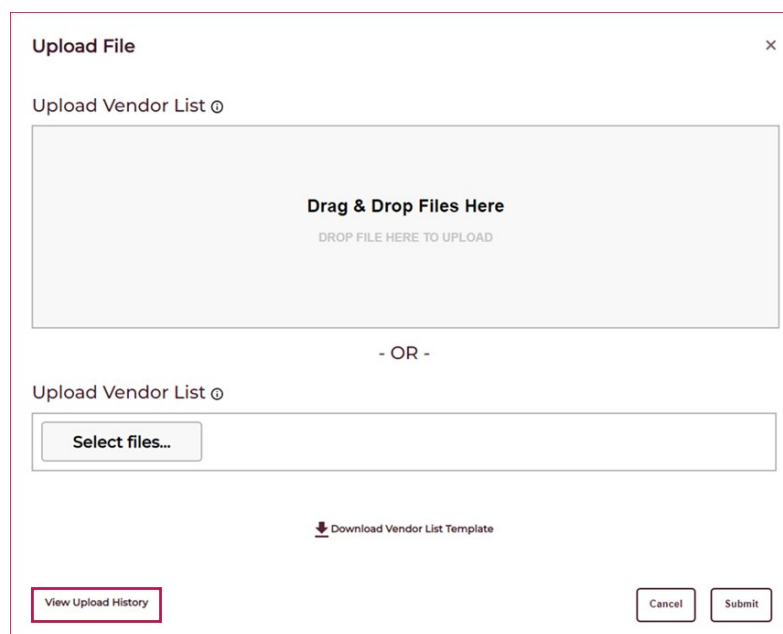 Upload File
Upload Vendor List
Drag & Drop Files Here
DROP FILE HERE TO UPLOAD
- OR -
Upload Vendor List
Select files...
Download Vendor List Template
View Upload History
Cancel
Submit